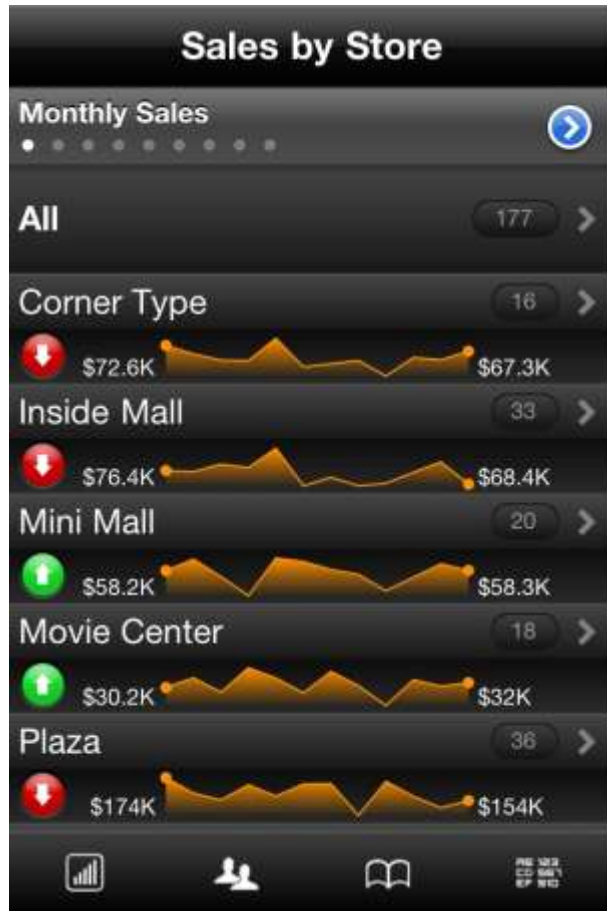 Sales by Store
Monthly Sales
All 177
Corner Type 16
$72.6K $67.3K
Inside Mall 33
$76.4K $68.4K
Mini Mall 20
$58.2K $58.3K
Movie Center 18
$30.2K $32K
Plaza 36
$174K $154K